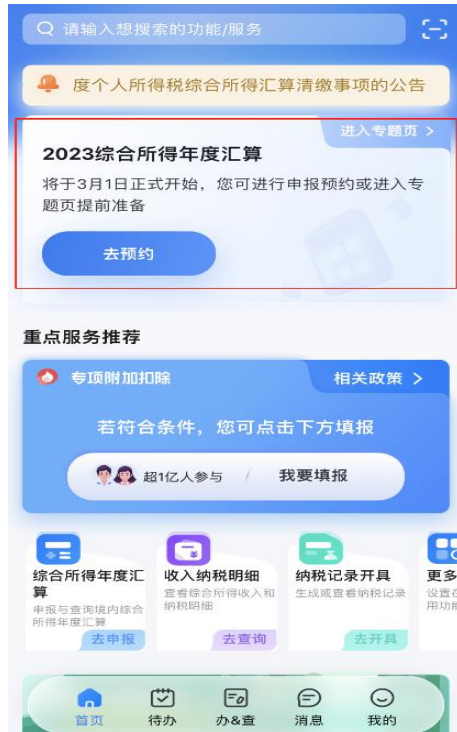 请输入想搜索的功能/服务
度个人所得税综合所得汇算清缴事项的公告
进入专题页 >
2023综合所得年度汇算
将于3月1日正式开始，您可进行申报预约或进入专
题页提前准备
去预约
重点服务推荐
专项附加扣除
相关政策 >
若符合条件，您可点击下方填报
超1亿人参与 / 我要填报
综合所得年度汇
算
申报与查询境内综合
所得年度汇算
去申报
收入纳税明细
查看综合所得收入和
纳税明细
去查询
纳税记录开具
生成或查看纳税记录
去开具
更多
设置在
用功能
首页
待办
办&查
消息
我的